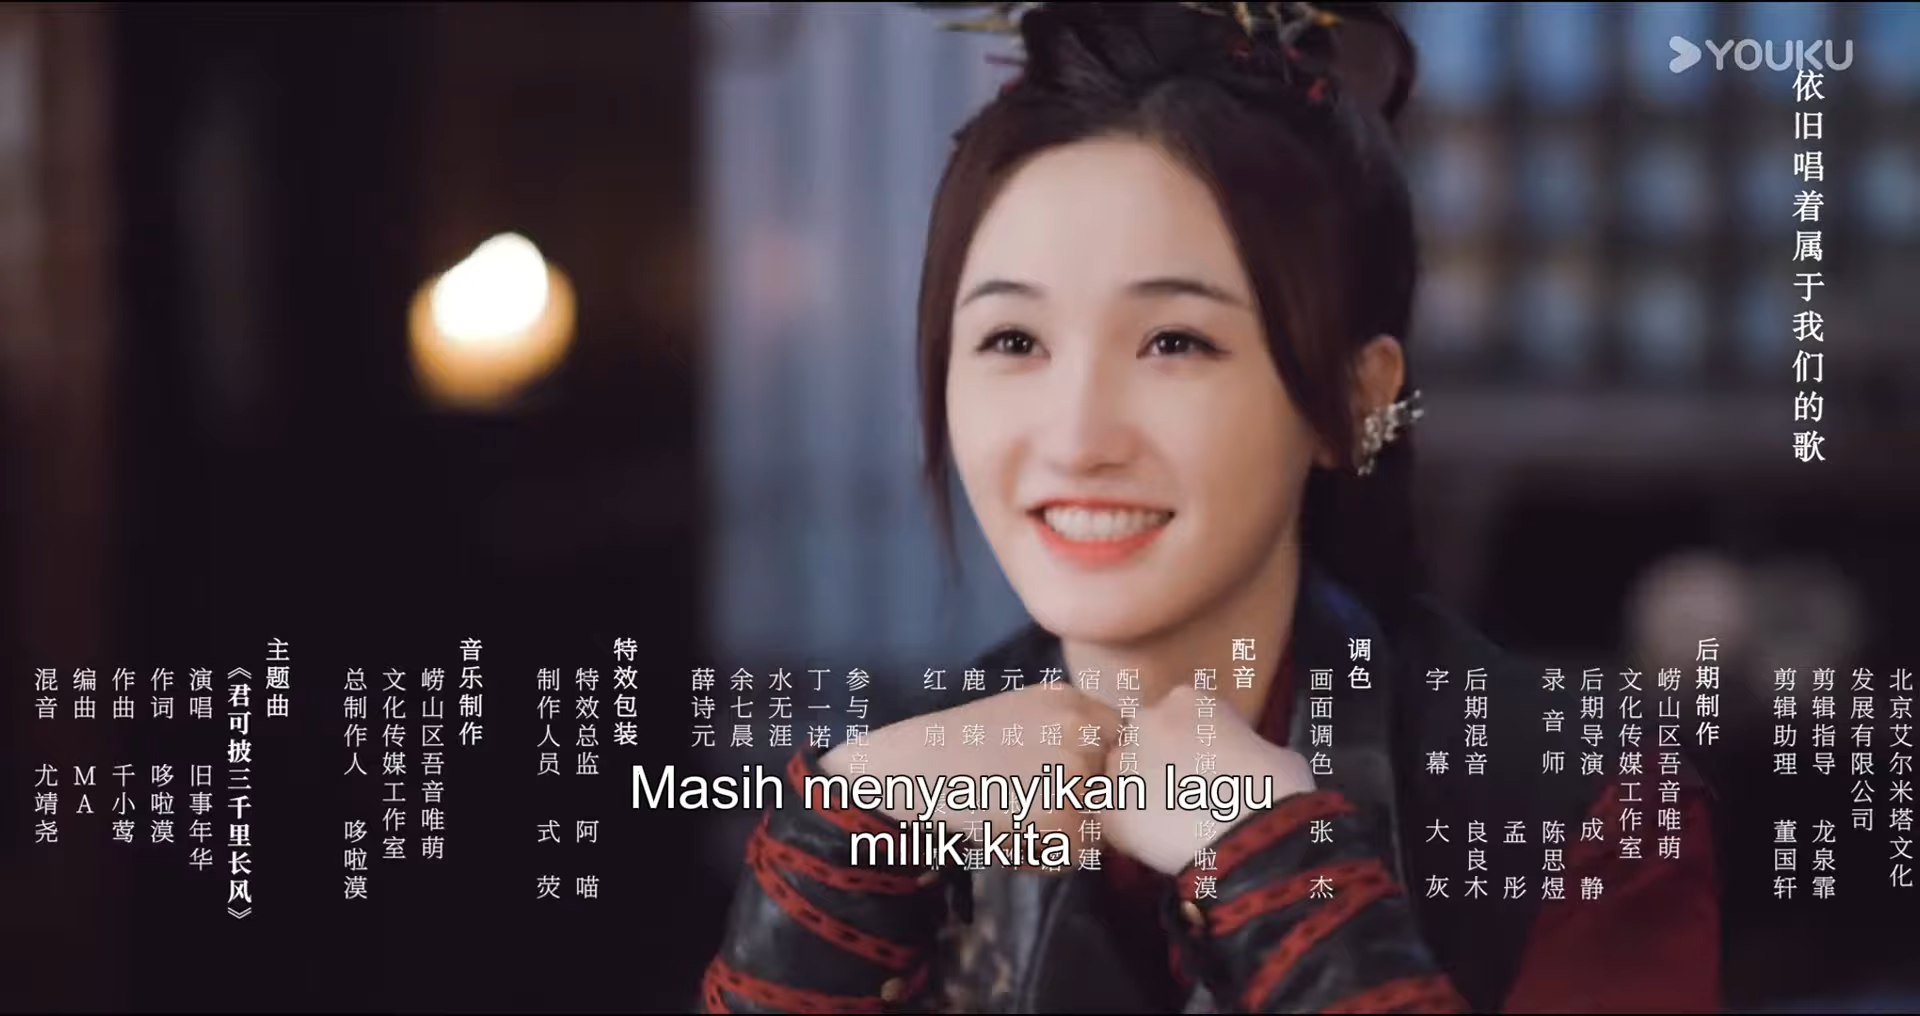 YOUKU
依旧唱着属于我们的歌
北京艾尔米塔文化
发展有限公司
剪辑指导 龙泉霏
剪辑助理 董国轩
后期制作
崂山区吾音唯萌
文化传媒工作室
后期导演 成静
录音师 陈思煜
孟彤
后期混音 良良木
字幕 大灰
调色
画面调色 张杰
配音
配音导演 哆啦漠
配音演员
宿宴 王伟建
花瑶
元戚
鹿臻 水无涯
红扇
参与配音
丁一诺
水无涯
余七晨
薛诗元
特效包装
特效总监 阿喵
制作人员 式荧
音乐制作
崂山区吾音唯萌
文化传媒工作室
总制作人 哆啦漠
主题曲
《君可披三千里长风》
演唱 旧事年华
作词 哆啦漠
作曲 千小莺
编曲 MA
混音 尤靖尧
Masih menyanyikan lagu
milik kita